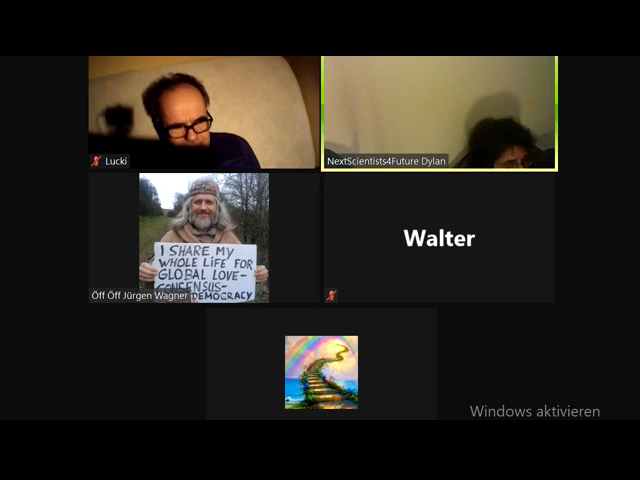 Lucki
NextScientists4Future Dylan
I SHARE MY
WHOLE LIFE FOR
GLOBAL LOVE-
CONSENSUS-
DEMOCRACY
Öff Öff Jürgen Wagner
Walter
Windows aktivieren